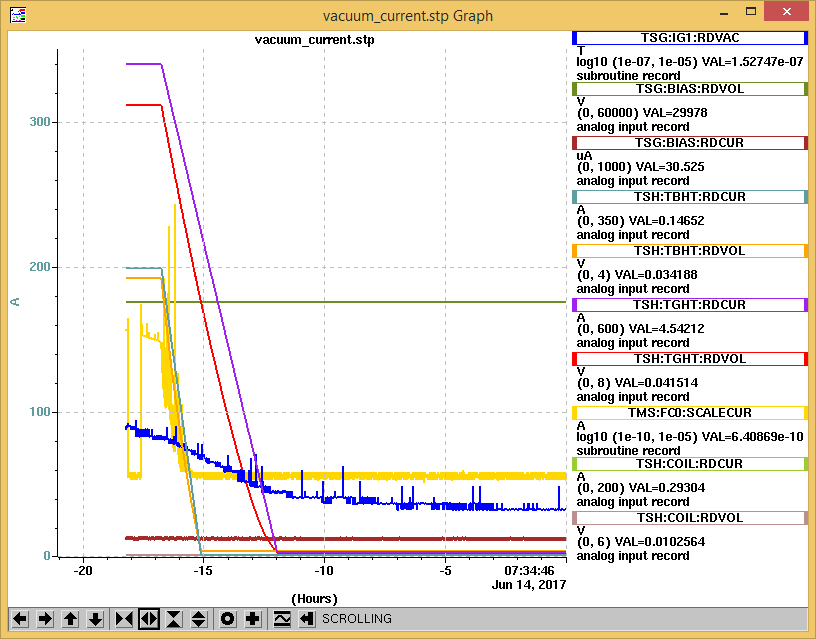 vacuum_current.stp Graph
vacuum_current.stp
A
300
200
100
0
-20
-15
-10
-5
07:34:46
Jun 14, 2017
(Hours)
TSG:IG1:RDVAC
T
log10 (1e-07, 1e-05) VAL=1.52747e-07
subroutine record
TSG:BIAS:RDVOL
V
(0, 60000) VAL=29978
analog input record
TSG:BIAS:RDCUR
uA
(0, 1000) VAL=30.525
analog input record
TSH:TBHT:RDCUR
A
(0, 350) VAL=0.14652
analog input record
TSH:TBHT:RDVOL
V
(0, 4) VAL=0.034188
analog input record
TSH:TGHT:RDCUR
A
(0, 600) VAL=4.54212
analog input record
TSH:TGHT:RDVOL
V
(0, 8) VAL=0.041514
analog input record
TMS:FC0:SCALECUR
A
log10 (1e-10, 1e-05) VAL=6.40869e-10
subroutine record
TSH:COIL:RDCUR
A
(0, 200) VAL=0.29304
analog input record
TSH:COIL:RDVOL
V
(0, 6) VAL=0.0102564
analog input record
SCROLLING